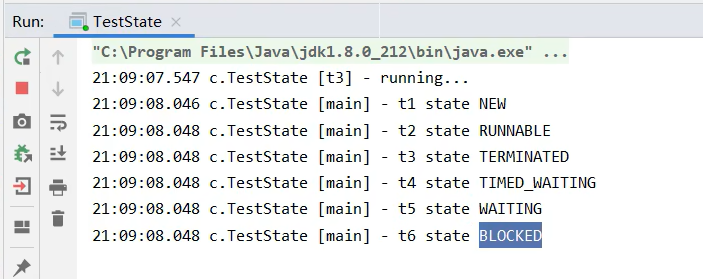 Run: TestState ×
"C:\Program Files\Java\jdk1.8.0_212\bin\java.exe" ...
21:09:07.547 c.TestState [t3] - running...
21:09:08.046 c.TestState [main] - t1 state NEW
21:09:08.048 c.TestState [main] - t2 state RUNNABLE
21:09:08.048 c.TestState [main] - t3 state TERMINATED
21:09:08.048 c.TestState [main] - t4 state TIMED_WAITING
21:09:08.048 c.TestState [main] - t5 state WAITING
21:09:08.048 c.TestState [main] - t6 state BLOCKED